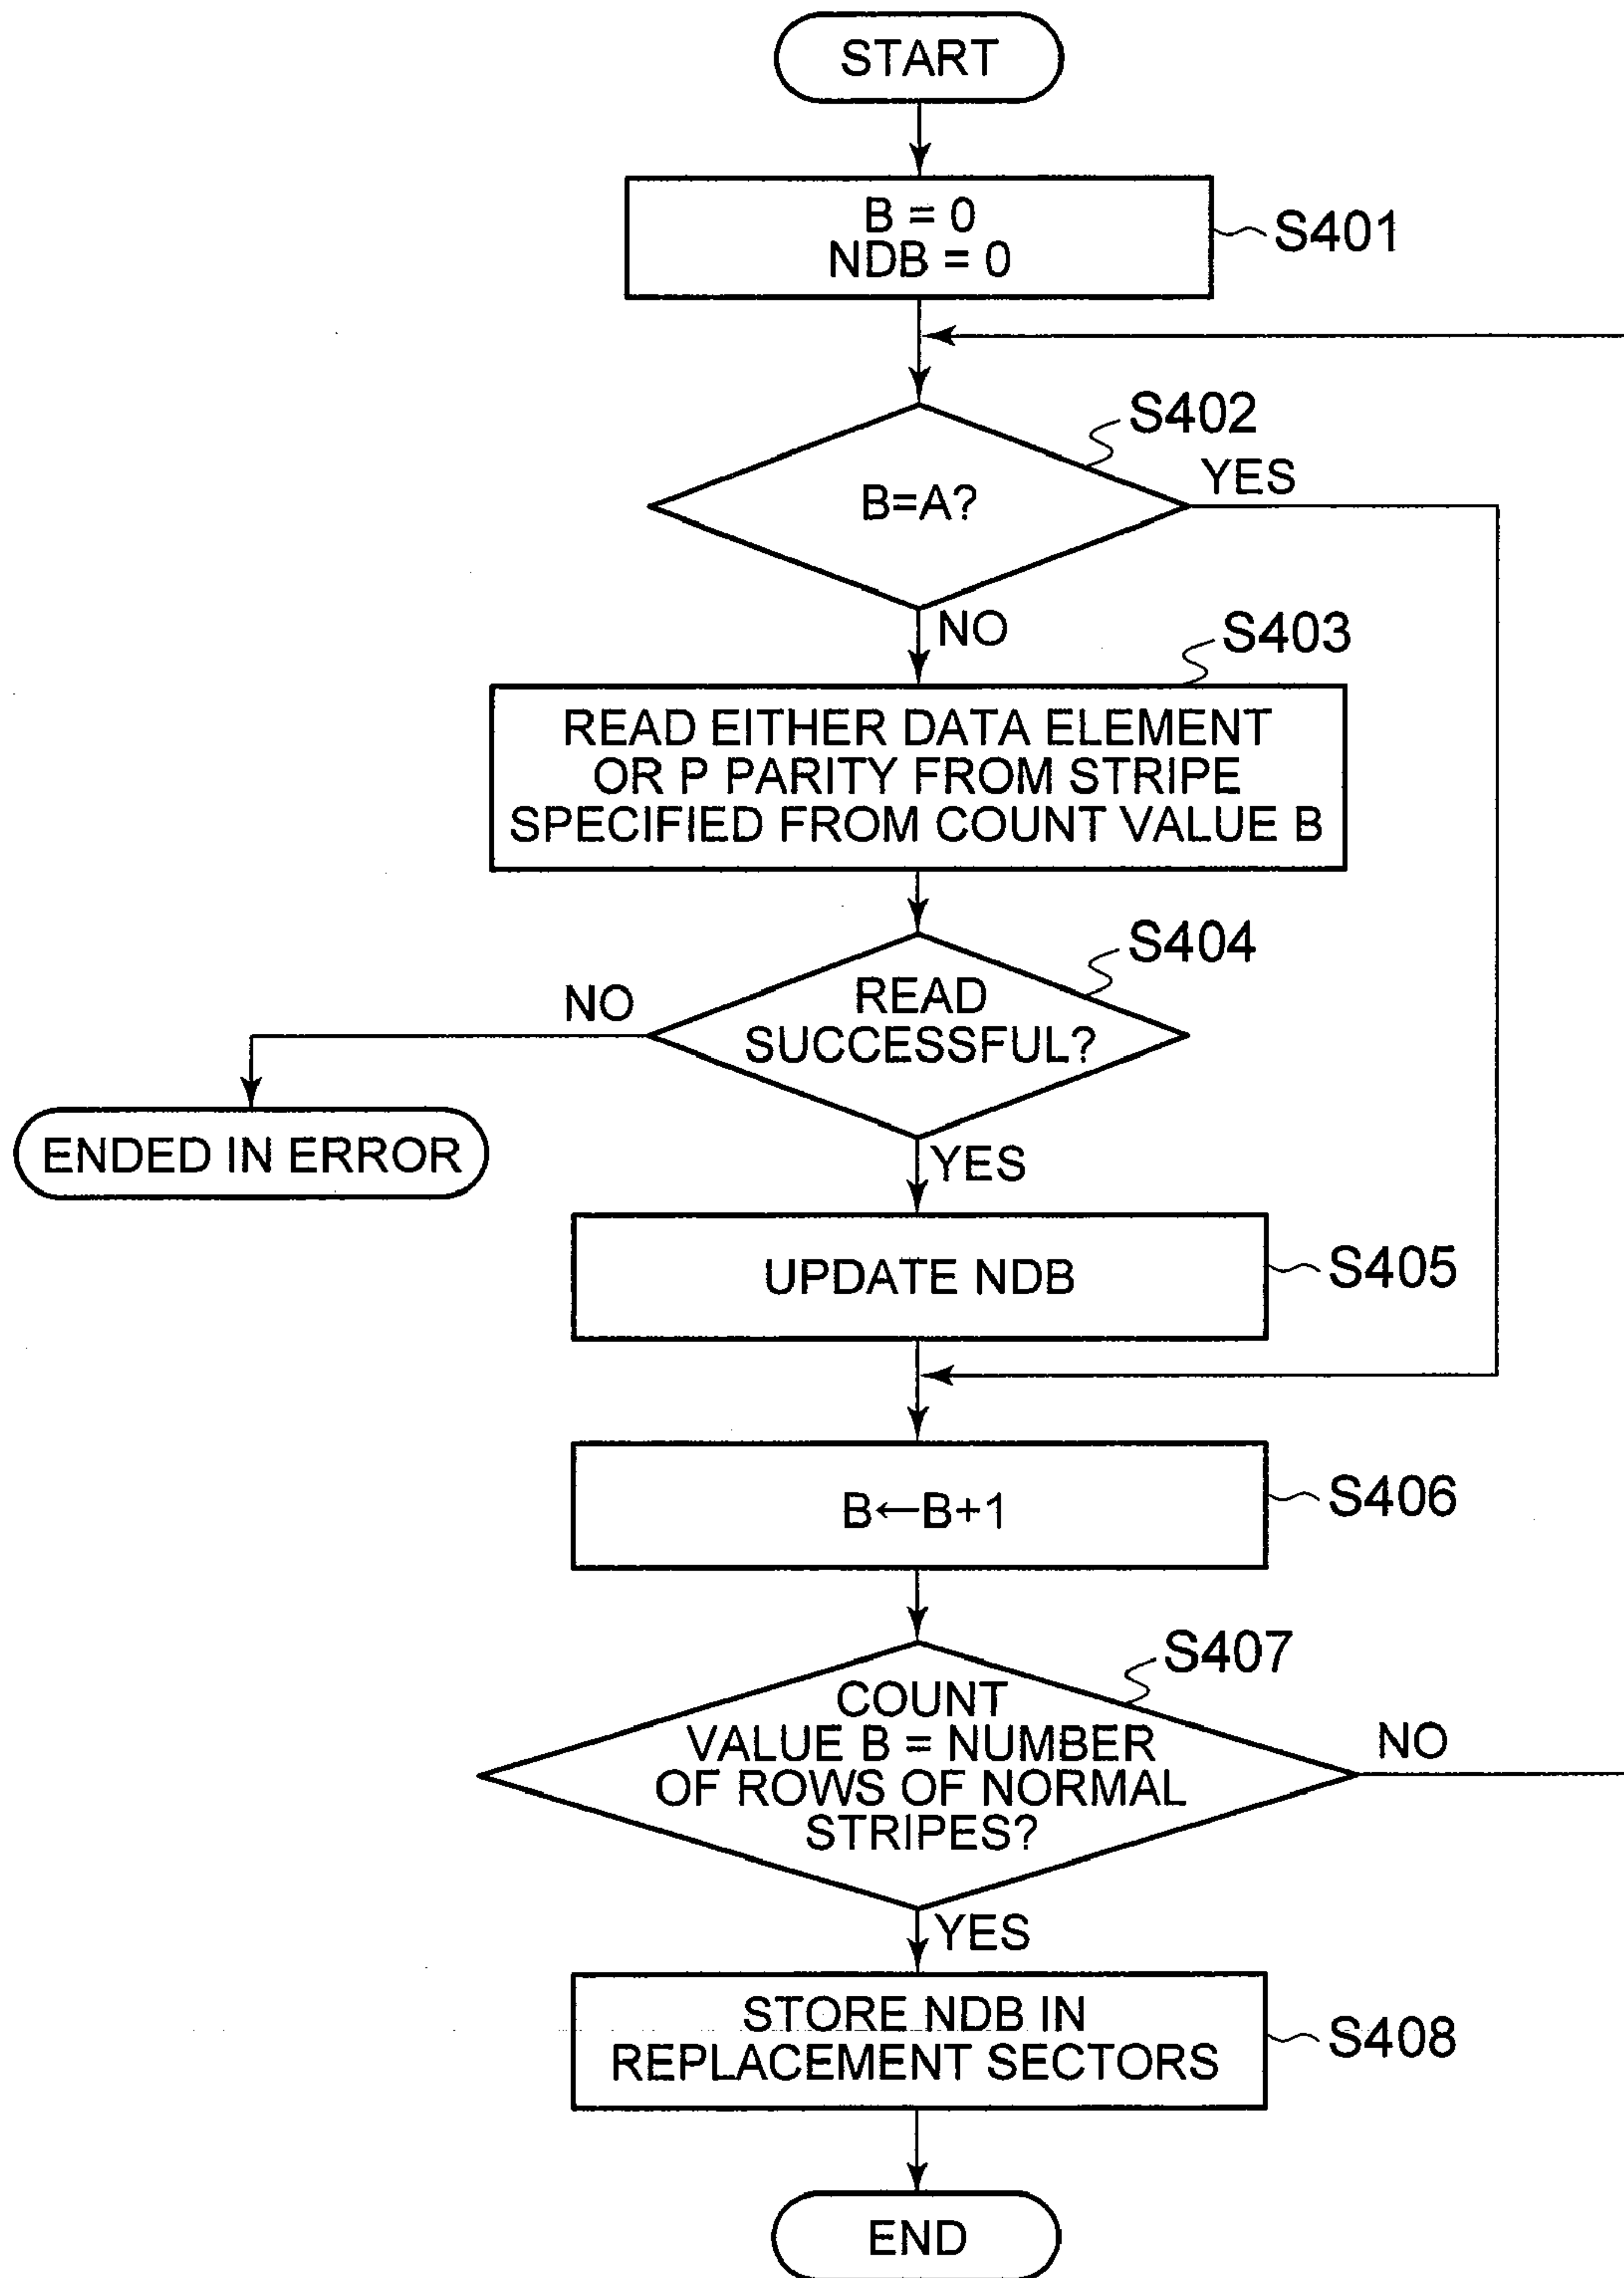 START
B = 0
NDB = 0
S401
S402
B=A?
YES
NO
S403
READ EITHER DATA ELEMENT
OR P PARITY FROM STRIPE
SPECIFIED FROM COUNT VALUE B
S404
READ
SUCCESSFUL?
NO
ENDED IN ERROR
YES
UPDATE NDB
S405
B←B+1
S406
S407
COUNT
VALUE B = NUMBER
OF ROWS OF NORMAL
STRIPES?
NO
YES
STORE NDB IN
REPLACEMENT SECTORS
S408
END